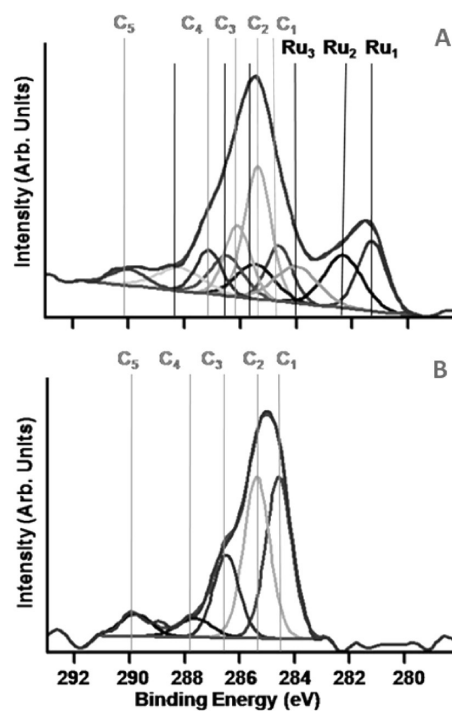 C5 C4 C3 C2 C1
A
Ru3 Ru2 Ru1
Intensity (Arb. Units)
C5 C4 C3 C2 C1
B
Intensity (Arb. Units)
292 290 288 286 284 282 280
Binding Energy (eV)